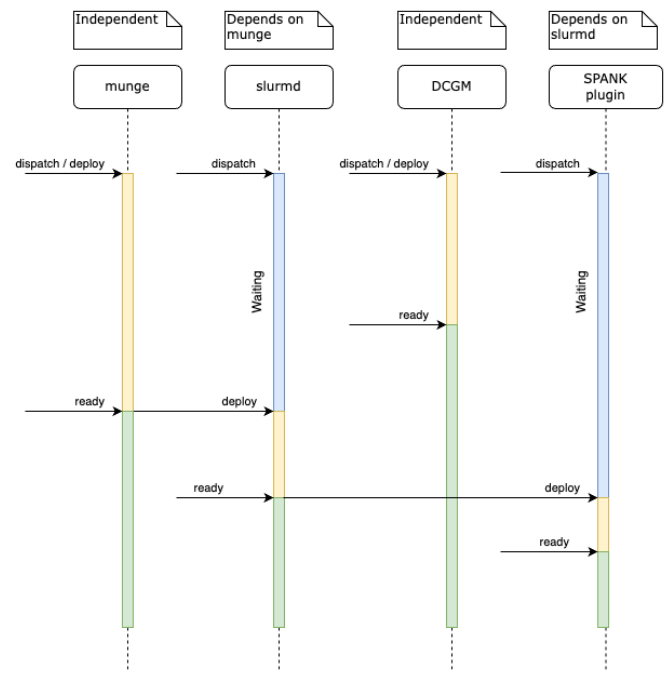 Independent
Depends on
munge
Independent
Depends on
slurmd
munge
slurmd
DCGM
SPANK
plugin
dispatch / deploy
dispatch
dispatch / deploy
dispatch
Waiting
Waiting
ready
ready
deploy
ready
deploy
ready